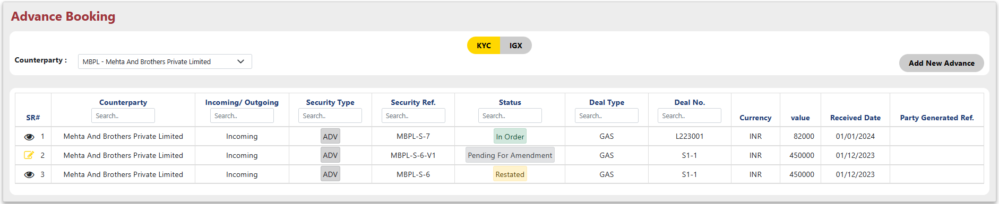 Advance Booking
KYC IGX
Counterparty : MBPL - Mehta And Brothers Private Limited
Add New Advance
SR# Counterparty Incoming/ Outgoing Security Type Security Ref. Status Deal Type Deal No. Currency value Received Date Party Generated Ref.
Search.. Search.. Search.. Search.. Search.. Search.. Search..
1 Mehta And Brothers Private Limited Incoming ADV MBPL-S-7 In Order GAS L223001 INR 82000 01/01/2024
2 Mehta And Brothers Private Limited Incoming ADV MBPL-S-6-V1 Pending For Amendment GAS S1-1 INR 450000 01/12/2023
3 Mehta And Brothers Private Limited Incoming ADV MBPL-S-6 Restated GAS S1-1 INR 450000 01/12/2023